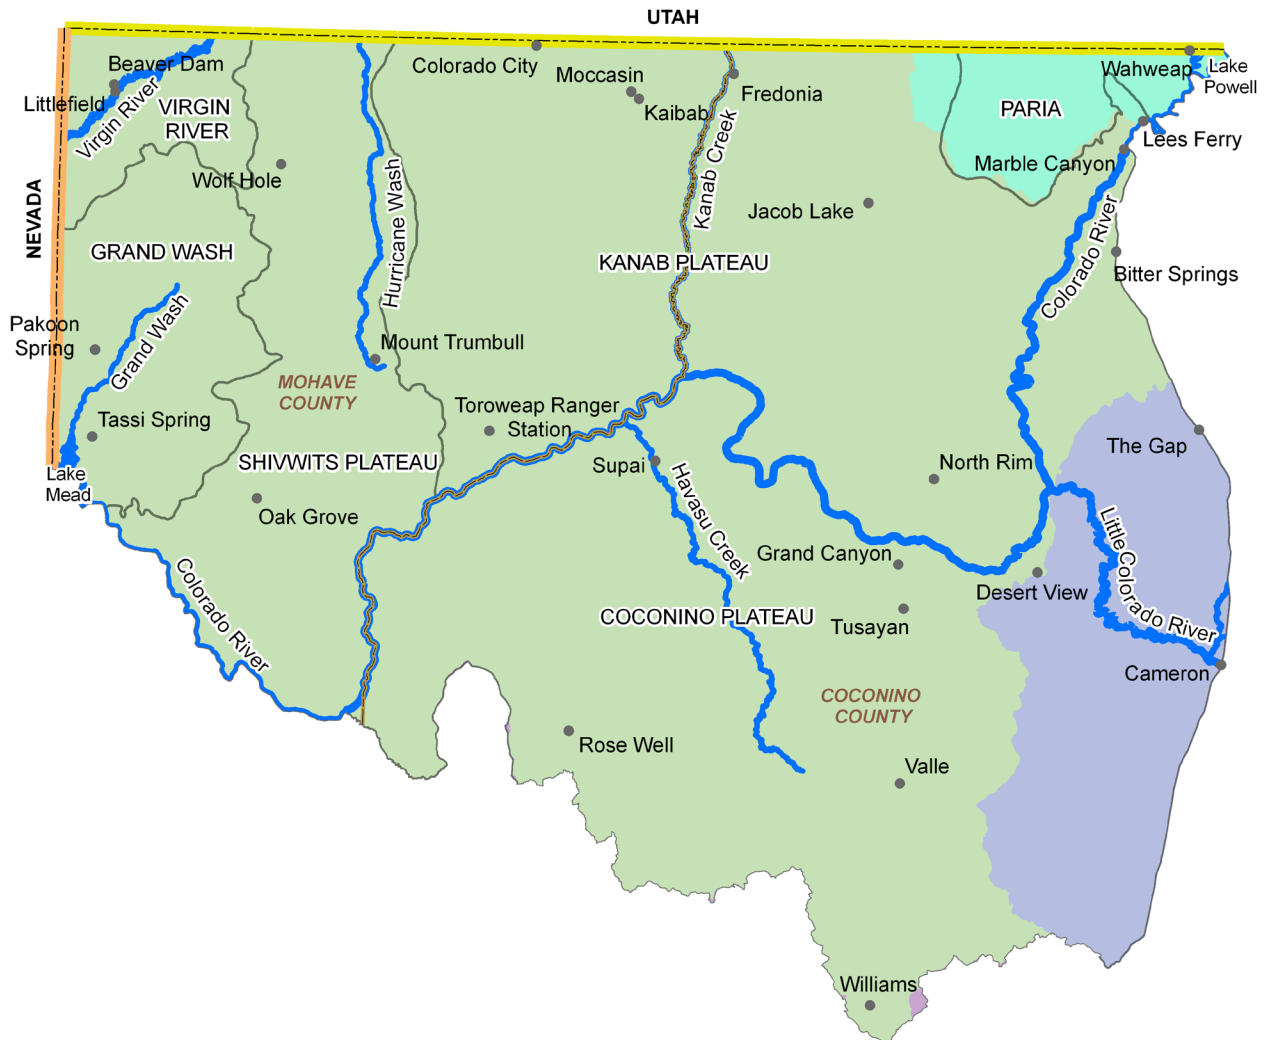 UTAH
Beaver Dam
Colorado City
Moccasin
Wahweap
Lake
Powell
Littlefield
Virgin River
VIRGIN
RIVER
Kaibab
Fredonia
PARIA
Kanab Creek
Lees Ferry
Marble Canyon
Wolf Hole
NEVADA
Hurricane Wash
Jacob Lake
Colorado River
GRAND WASH
KANAB PLATEAU
Bitter Springs
Pakoon
Spring
Grand Wash
Mount Trumbull
MOHAVE
COUNTY
Tassi Spring
Toroweap Ranger
Station
The Gap
SHIVWITS PLATEAU
Supai
North Rim
Lake
Mead
Oak Grove
Havasu Creek
Grand Canyon
Little Colorado River
Desert View
Colorado River
COCONINO PLATEAU
Tusayan
Cameron
COCONINO
COUNTY
Rose Well
Valle
Williams